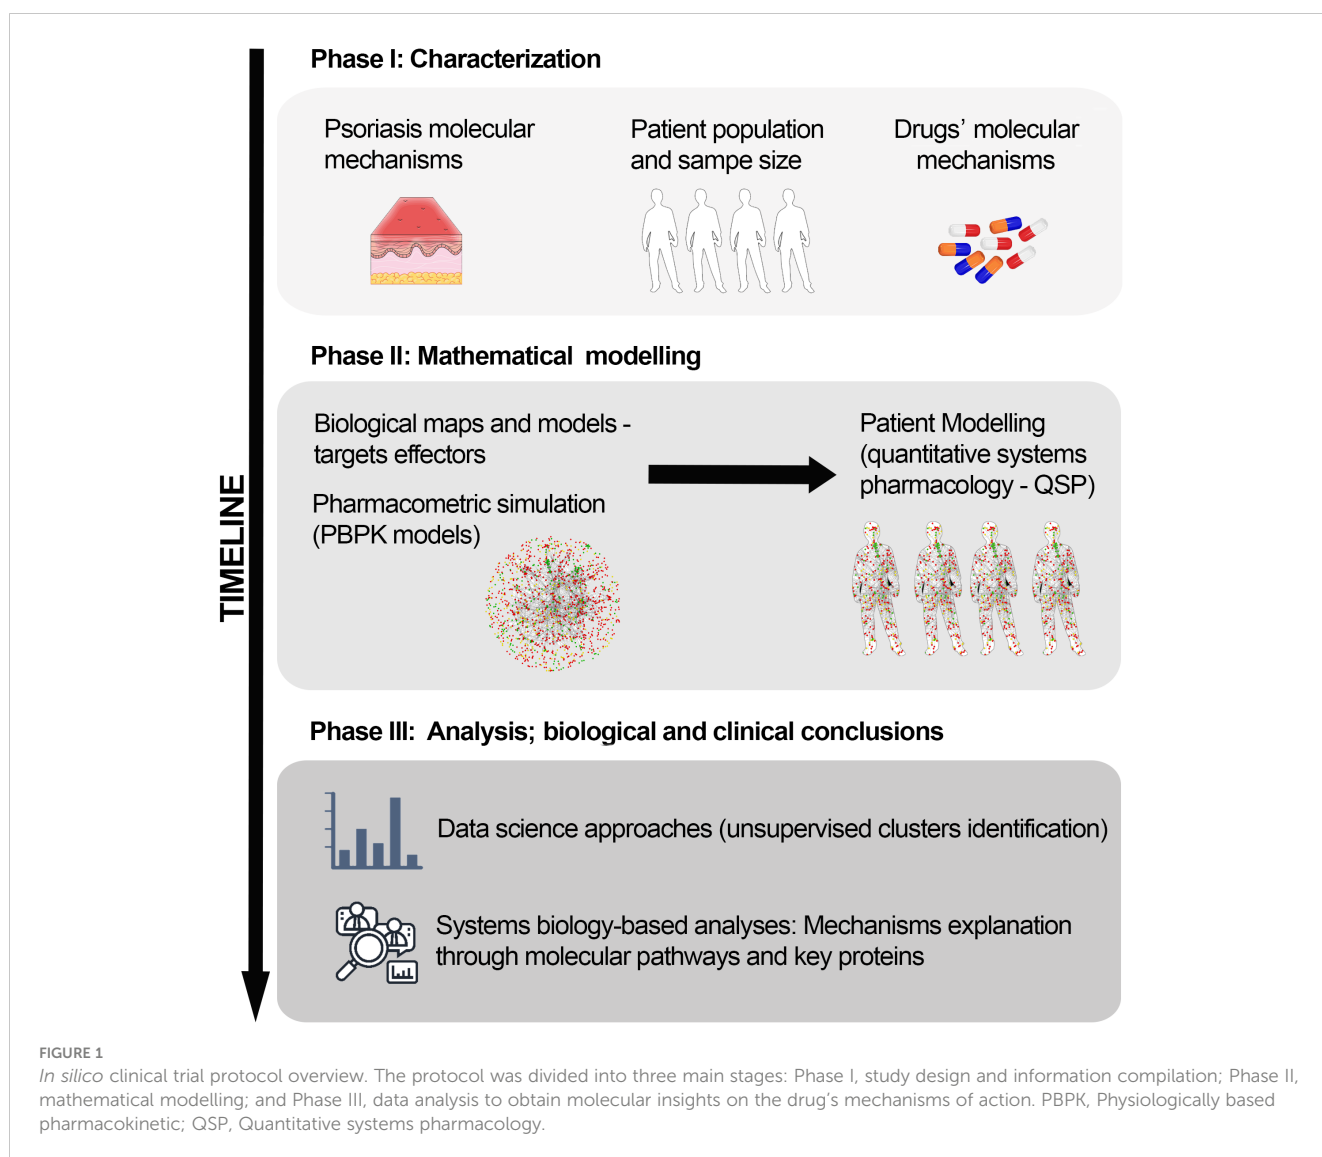 Phase I: Characterization
Psoriasis molecular
mechanisms
Patient population
and sampe size
Drugs' molecular
mechanisms
Phase II: Mathematical modelling
Biological maps and models -
targets effectors
Pharmacometric simulation
(PBPK models)
Patient Modelling
(quantitative systems
pharmacology - QSP)
TIMELINE
Phase III: Analysis; biological and clinical conclusions
Data science approaches (unsupervised clusters identification)
Systems biology-based analyses: Mechanisms explanation
through molecular pathways and key proteins
FIGURE 1
In silico clinical trial protocol overview. The protocol was divided into three main stages: Phase I, study design and information compilation; Phase II,
mathematical modelling; and Phase III, data analysis to obtain molecular insights on the drug's mechanisms of action. PBPK, Physiologically based
pharmacokinetic; QSP, Quantitative systems pharmacology.